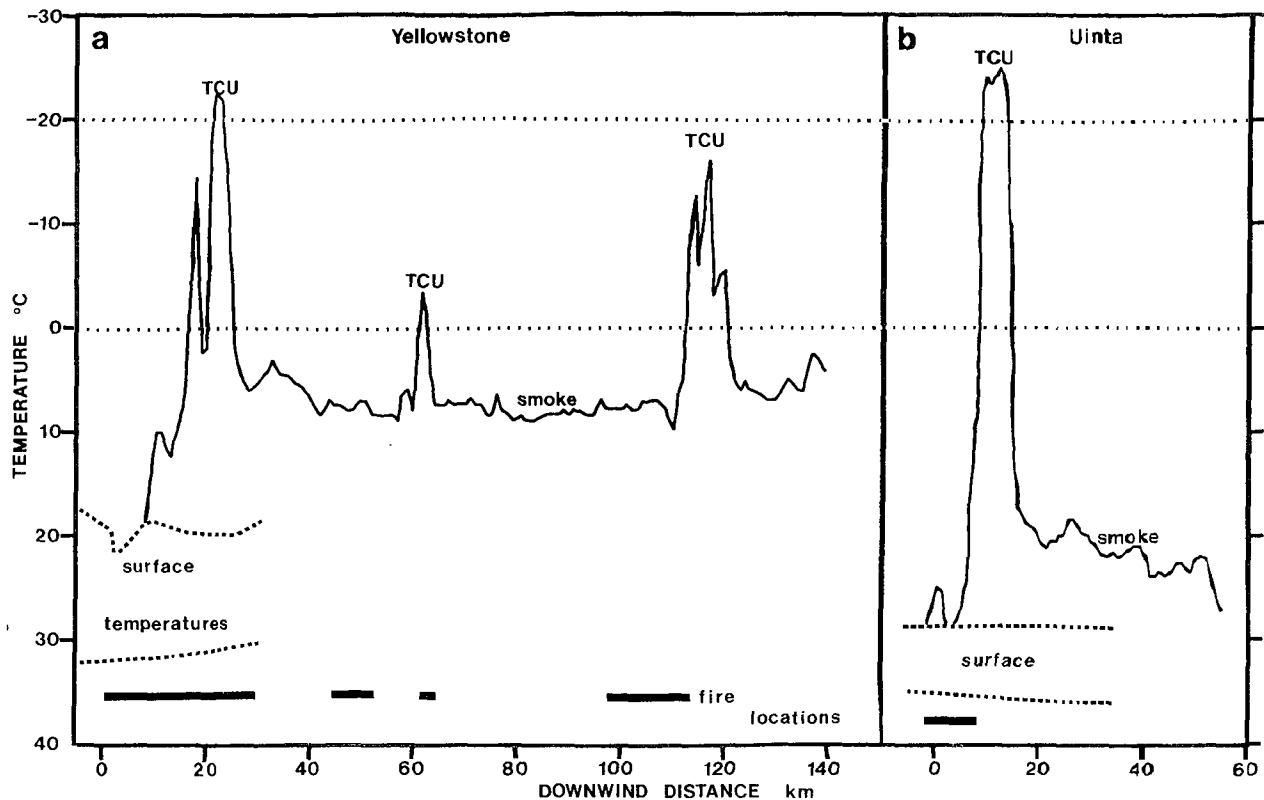 a
Yellowstone
b
Uinta
TCU
TCU
TCU
TCU
smoke
smoke
surface
temperatures
surface
fire
locations
TEMPERATURE °C
−30
−20
−10
0
10
20
30
40
0 20 40 60 80 100 120 140
0 20 40 60
DOWNWIND DISTANCE km